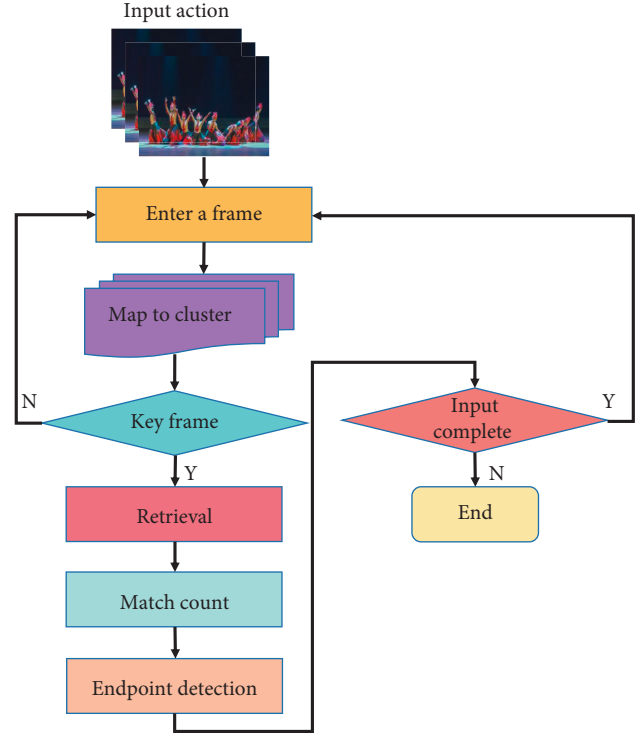 Input action
Enter a frame
Map to cluster
N
Key frame
Y
Retrieval
Match count
Endpoint detection
Input
complete
Y
N
End